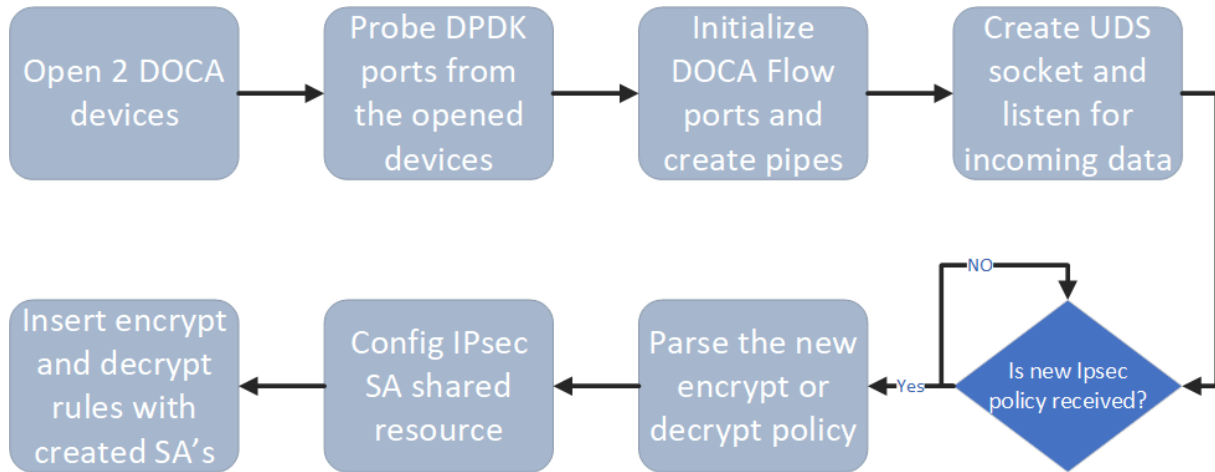 Open 2 DOCA
devices
Probe DPDK
ports from
the opened
devices
Initialize
DOCA Flow
ports and
create pipes
Create UDS
socket and
listen for
incoming data
NO
Is new Ipsec
policy received?
Yes
Parse the new
encrypt or
decrypt policy
Config IPsec
SA shared
resource
Insert encrypt
and decrypt
rules with
created SA's